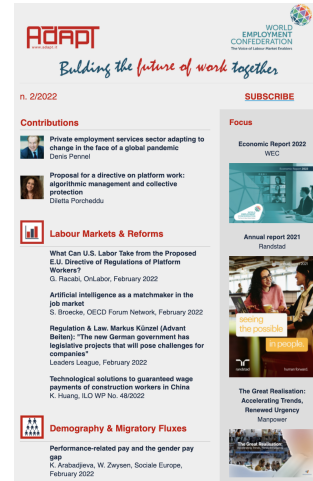 ADAPT
www.adapt.it
WORLD
EMPLOYMENT
CONFEDERATION
The Voice of Labour Market Enablers
Bulding the future of work together
n. 2/2022
SUBSCRIBE
Contributions
Private employment services sector adapting to
change in the face of a global pandemic
Denis Pennel
Proposal for a directive on platform work:
algorithmic management and collective
protection
Diletta Porcheddu
Labour Markets & Reforms
What Can U.S. Labor Take from the Proposed
E.U. Directive of Regulations of Platform
Workers?
G. Racabi, OnLabor, February 2022
Artificial intelligence as a matchmaker in the
job market
S. Broecke, OECD Forum Network, February 2022
Regulation & Law. Markus Künzel (Advant
Beiten): "The new German government has
legislative projects that will pose challenges for
companies"
Leaders League, February 2022
Technological solutions to guaranteed wage
payments of construction workers in China
K. Huang, ILO WP No. 48/2022
Demography & Migratory Fluxes
Performance-related pay and the gender pay
gap
K. Arabadjieva, W. Zwysen, Sociale Europe,
February 2022
Focus
Economic Report 2022
WEC
Annual report 2021
Randstad
seeing
the possible
in people.
randstad
human forward.
The Great Realisation:
Accelerating Trends,
Renewed Urgency
Manpower
The Great Realisation: